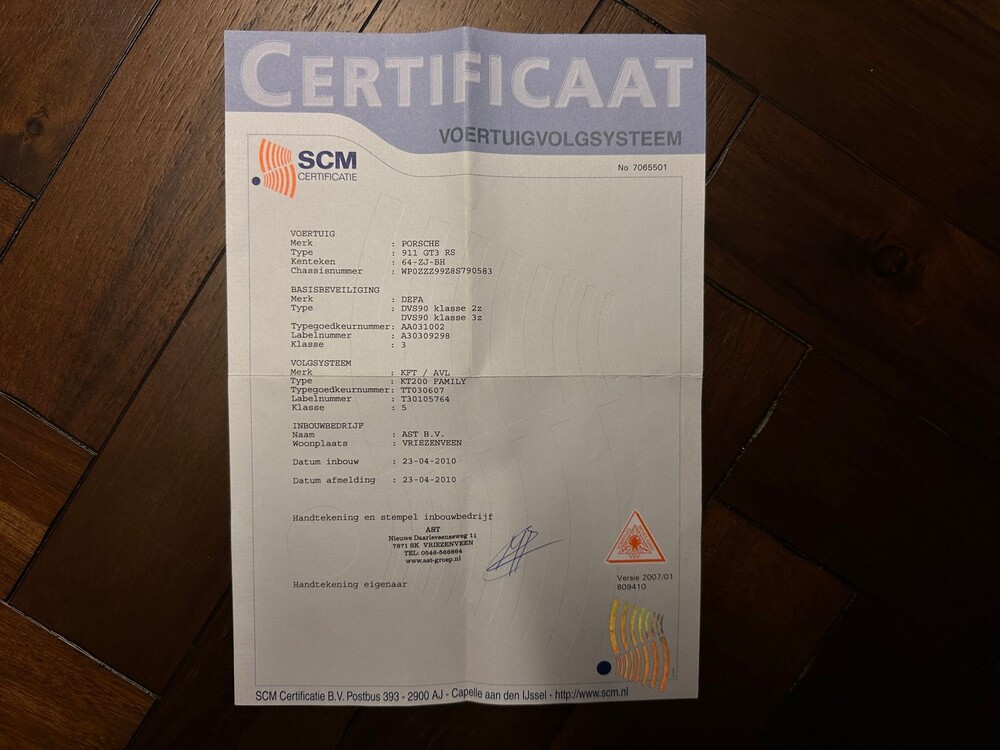 CERTIFICAAT
VOERTUIGVOLGSYSTEEM
SCM
CERTIFICATIE
No 7065501
VOERTUIG
Merk : PORSCHE
Type : 911 GT3 RS
Kenteken : 64-ZJ-BH
Chassisnummer : WP0ZZZ99Z8S790583
BASISBEVEILIGING
Merk : DEFA
Type : DVS90 klasse 2z
DVS90 klasse 3z
Typegoedkeurnummer: AA031002
Labelnummer : A30309298
Klasse : 3
VOLGSYSTEEM
Merk : KFT / AVL
Type : KT200 FAMILY
Typegoedkeurnummer: TT030607
Labelnummer : T30105764
Klasse : 5
INBOUWBEDRIJF
Naam : AST B.V.
Woonplaats : VRIEZENVEEN
Datum inbouw : 23-04-2010
Datum afmelding : 23-04-2010
Handtekening en stempel inbouwbedrijf
AST
Nieuwe Daarleveenseweg 11
7671 SK VRIEZENVEEN
TEL: 0546-566664
www.ast-groep.nl
Handtekening eigenaar
Versie 2007/01
809410
SCM Certificatie B.V. Postbus 393 - 2900 AJ - Capelle aan den IJssel - http://www.scm.nl